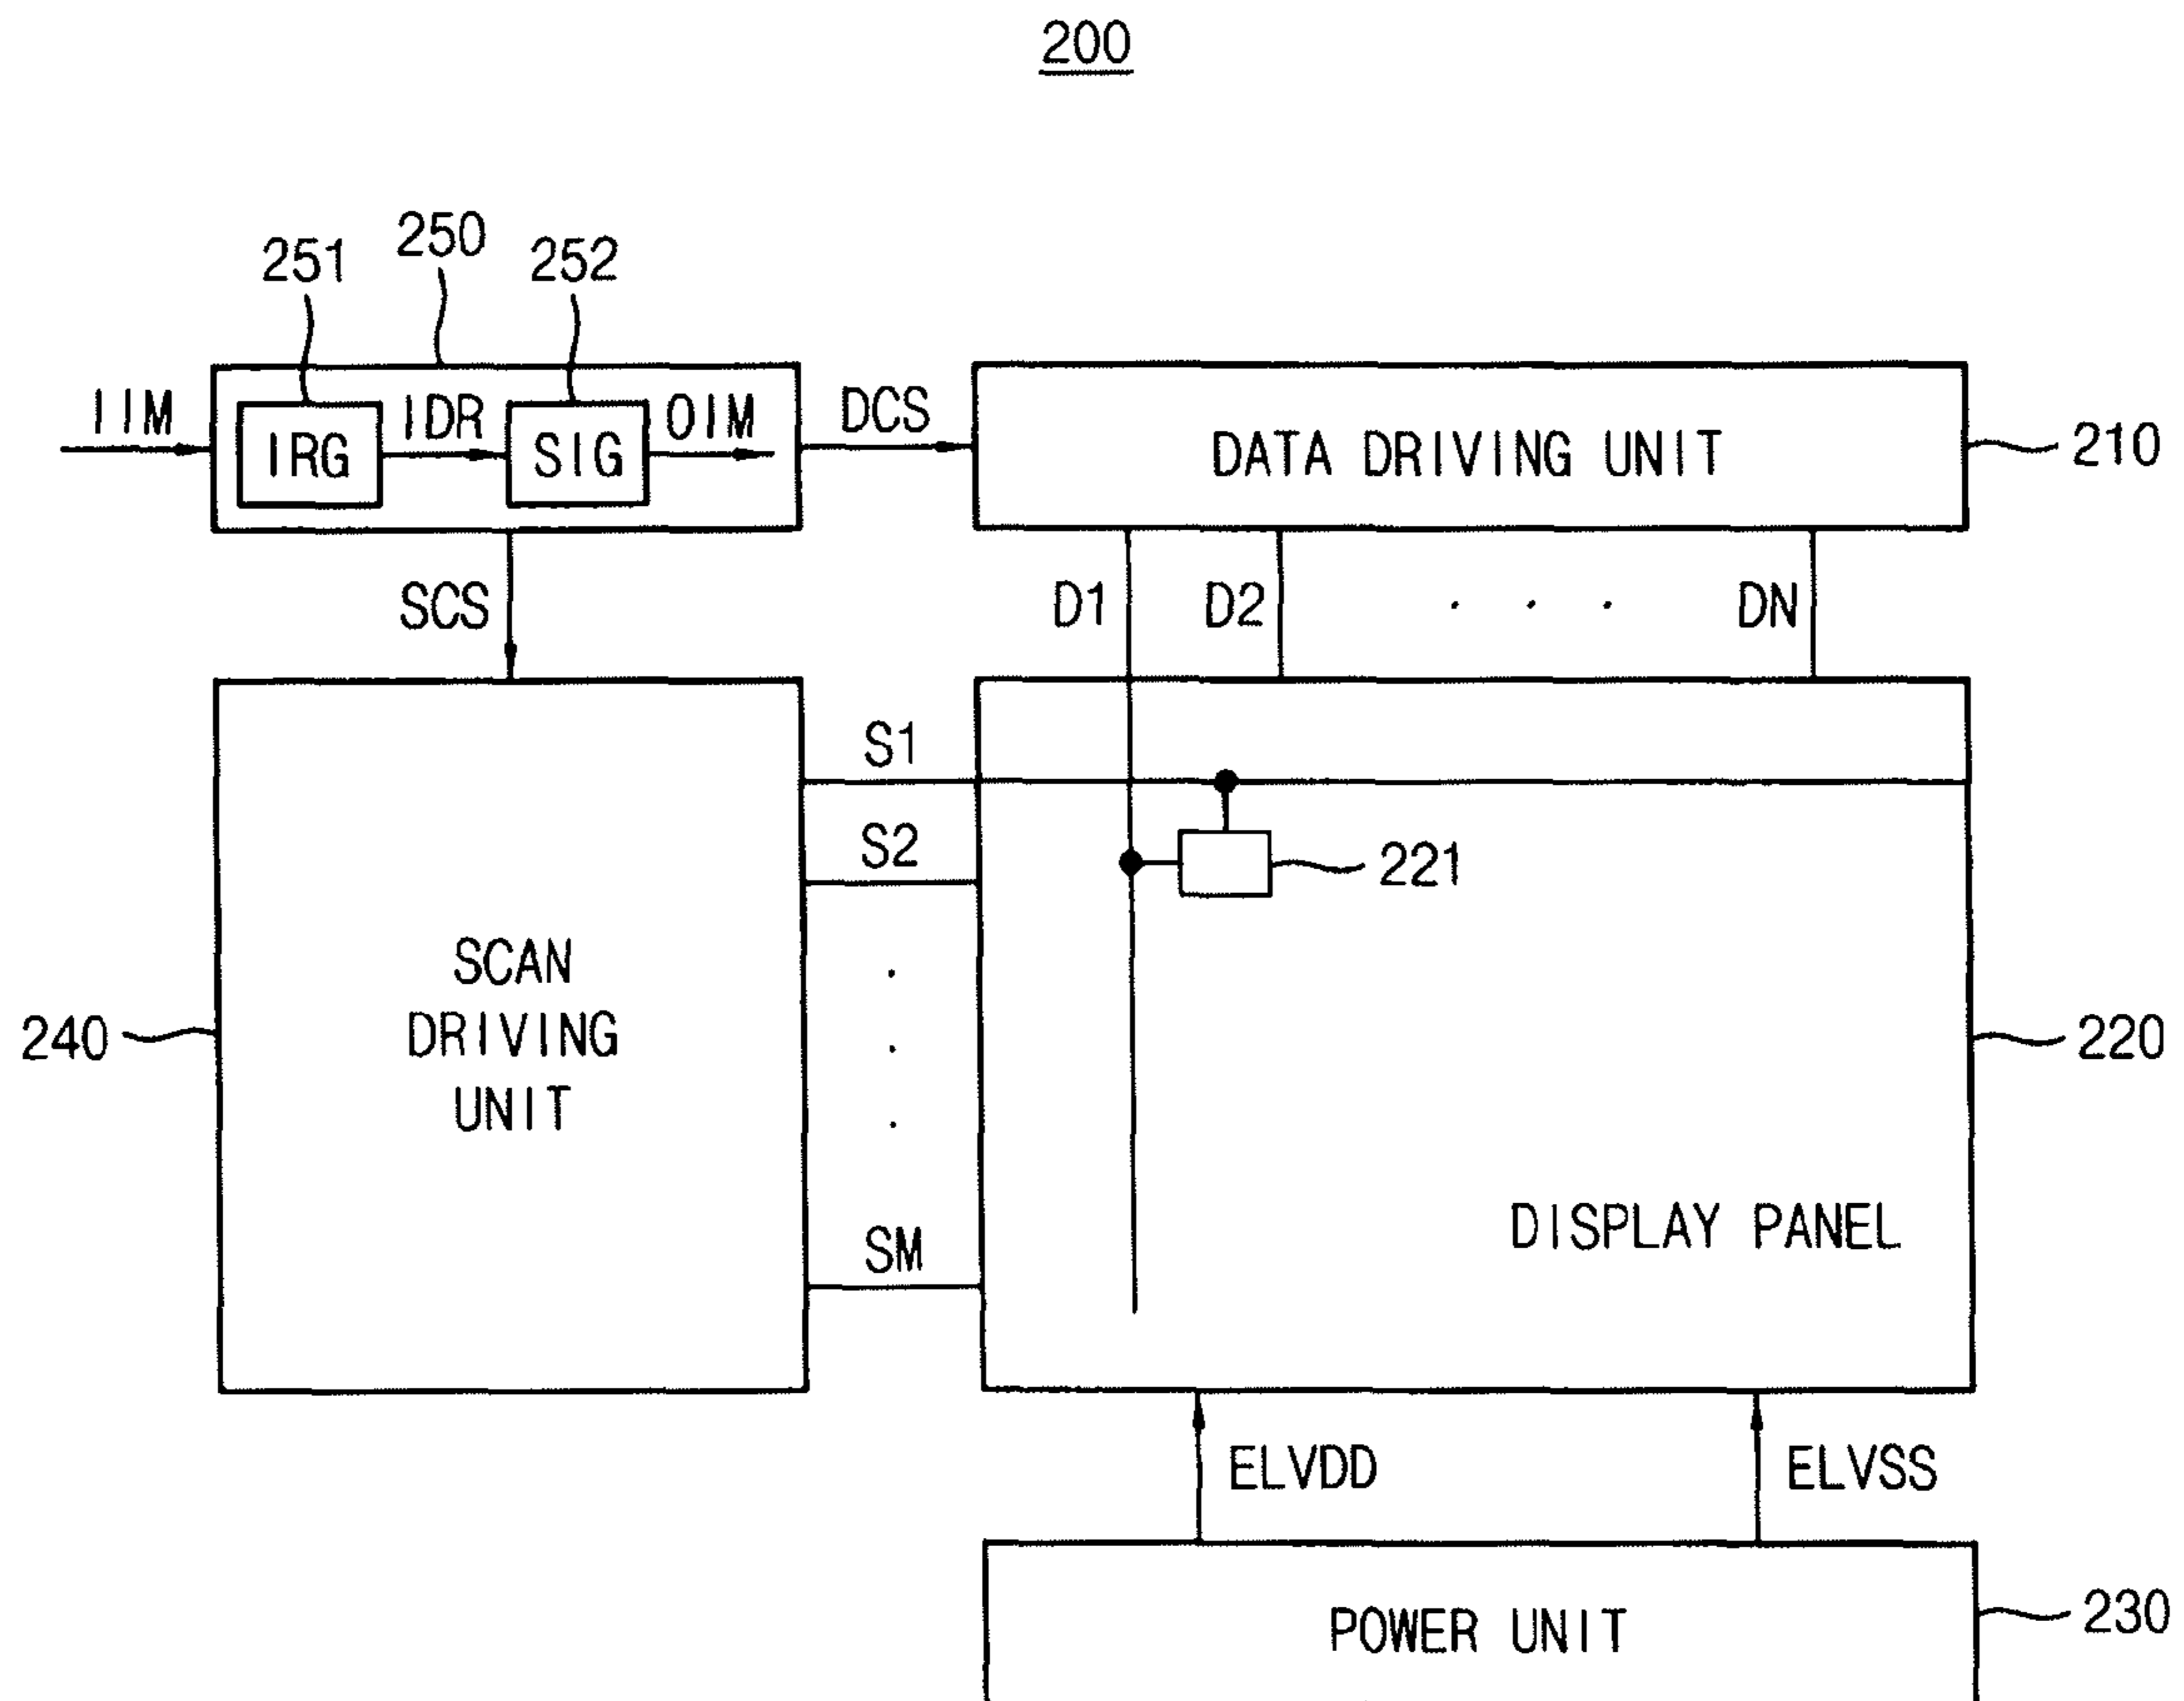 200
251 250 252
IIM IRG IDR SIG OIM DCS DATA DRIVING UNIT 210
SCS D1 D2 . . . DN
S1
S2 221
.
.
.
SCAN
DRIVING
UNIT
240 220
SM DISPLAY PANEL
ELVDD ELVSS
POWER UNIT 230